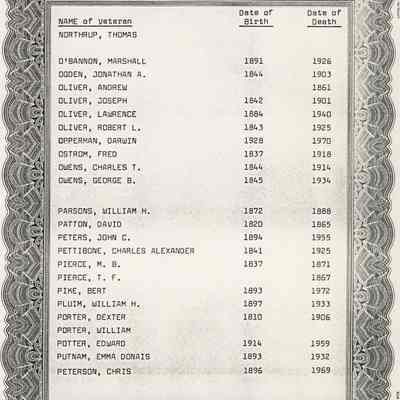 Date of Date of
NAME of Veteran Birth Death
NORTHRUP, THOMAS
O'BANNON, MARSHALL 1891 1926
OGDEN, JONATHAN A. 1844 1903
OLIVER, ANDREW 1861
OLIVER, JOSEPH 1842 1901
OLIVER, LAWRENCE 1884 1940
OLIVER, ROBERT L. 1843 1925
OPPERMAN, DARWIN 1928 1970
OSTROM, FRED 1837 1918
OWENS, CHARLES T. 1844 1914
OWENS, GEORGE B. 1845 1934
PARSONS, WILLIAM H. 1872 1888
PATTON, DAVID 1820 1865
PETERS, JOHN C. 1894 1955
PETTIBONE, CHARLES ALEXANDER 1841 1925
PIERCE, M. B. 1837 1871
PIERCE, T. F. 1867
PIKE, BERT 1893 1972
PLUIM, WILLIAM H. 1897 1933
PORTER, DEXTER 1810 1906
PORTER, WILLIAM
POTTER, EDWARD 1914 1959
PUTNAM, EMMA DONAIS 1893 1932
PETERSON, CHRIS 1896 1969